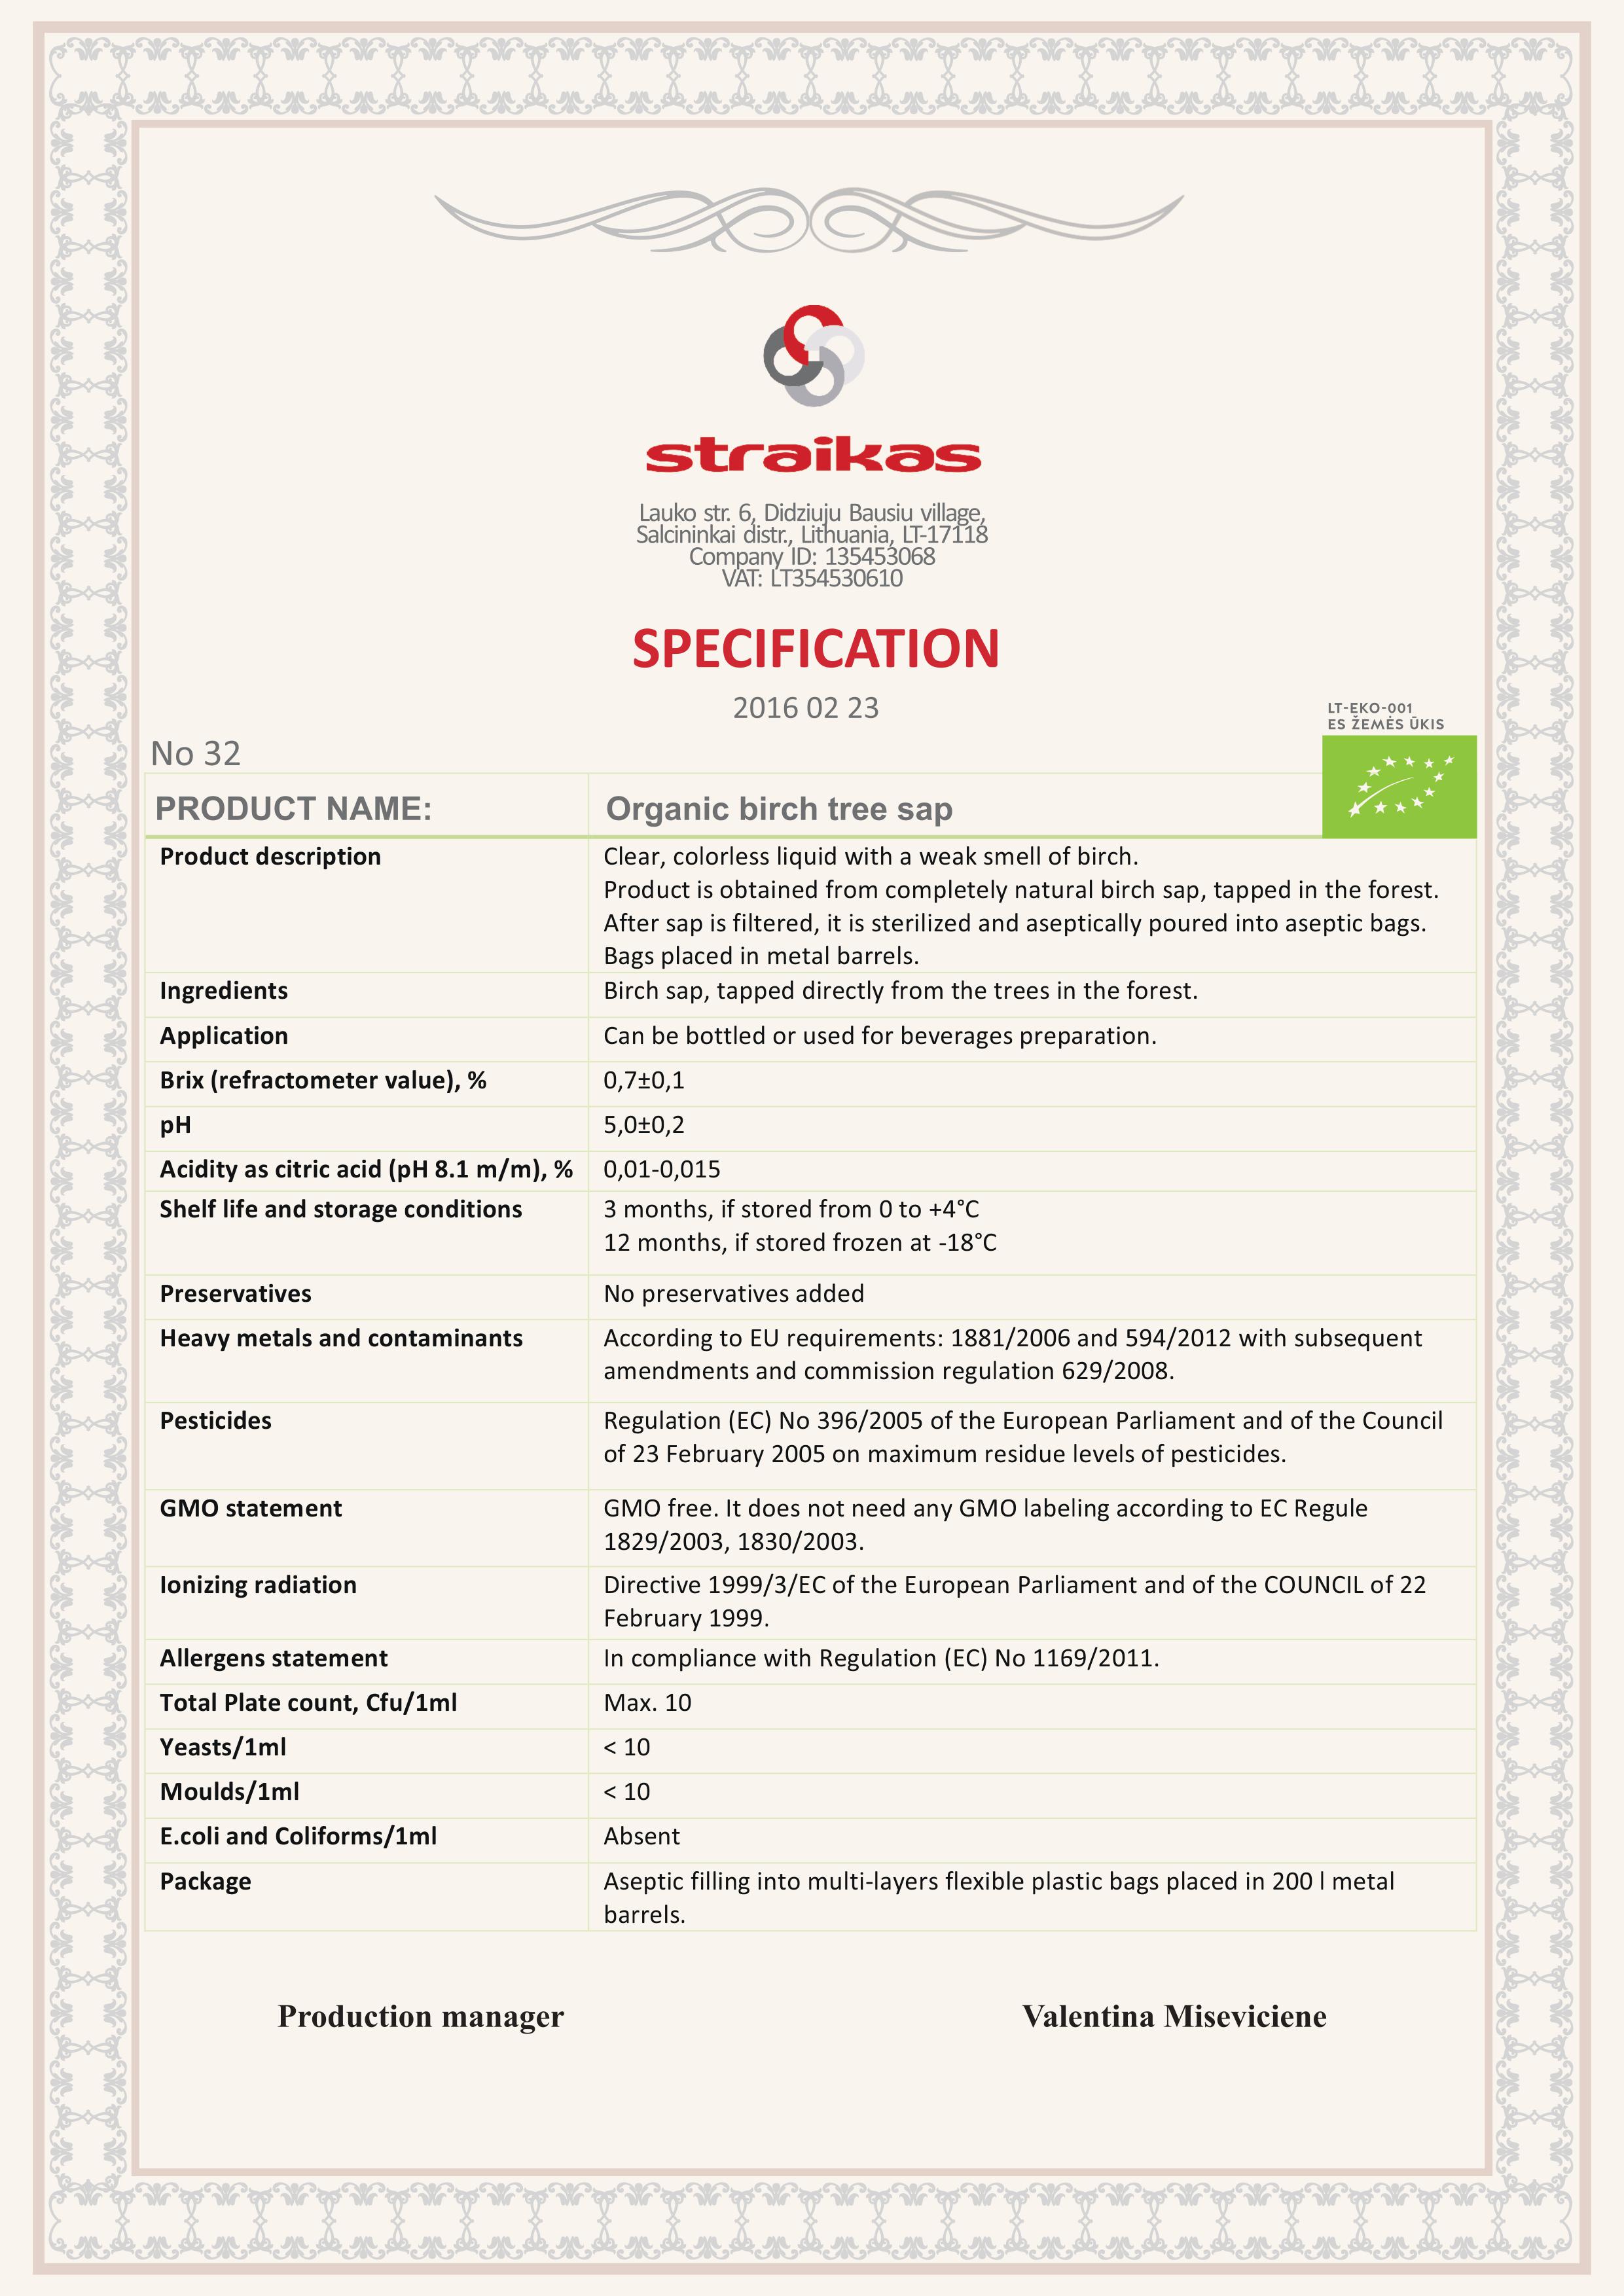 straikas
Lauko str. 6, Didziuju Bausiu village,
Salcininkai distr., Lithuania, LT-17118
Company ID: 135453068
VAT: LT354530610
SPECIFICATION
2016 02 23
LT-EKO-001
ES ŽEMĖS ŪKIS
No 32
PRODUCT NAME: Organic birch tree sap
Product description Clear, colorless liquid with a weak smell of birch.
Product is obtained from completely natural birch sap, tapped in the forest.
After sap is filtered, it is sterilized and aseptically poured into aseptic bags.
Bags placed in metal barrels.
Ingredients Birch sap, tapped directly from the trees in the forest.
Application Can be bottled or used for beverages preparation.
Brix (refractometer value), % 0,7±0,1
pH 5,0±0,2
Acidity as citric acid (pH 8.1 m/m), % 0,01-0,015
Shelf life and storage conditions 3 months, if stored from 0 to +4°C
12 months, if stored frozen at -18°C
Preservatives No preservatives added
Heavy metals and contaminants According to EU requirements: 1881/2006 and 594/2012 with subsequent
amendments and commission regulation 629/2008.
Pesticides Regulation (EC) No 396/2005 of the European Parliament and of the Council
of 23 February 2005 on maximum residue levels of pesticides.
GMO statement GMO free. It does not need any GMO labeling according to EC Regule
1829/2003, 1830/2003.
Ionizing radiation Directive 1999/3/EC of the European Parliament and of the COUNCIL of 22
February 1999.
Allergens statement In compliance with Regulation (EC) No 1169/2011.
Total Plate count, Cfu/1ml Max. 10
Yeasts/1ml < 10
Moulds/1ml < 10
E.coli and Coliforms/1ml Absent
Package Aseptic filling into multi-layers flexible plastic bags placed in 200 l metal
barrels.
Production manager Valentina Miseviciene